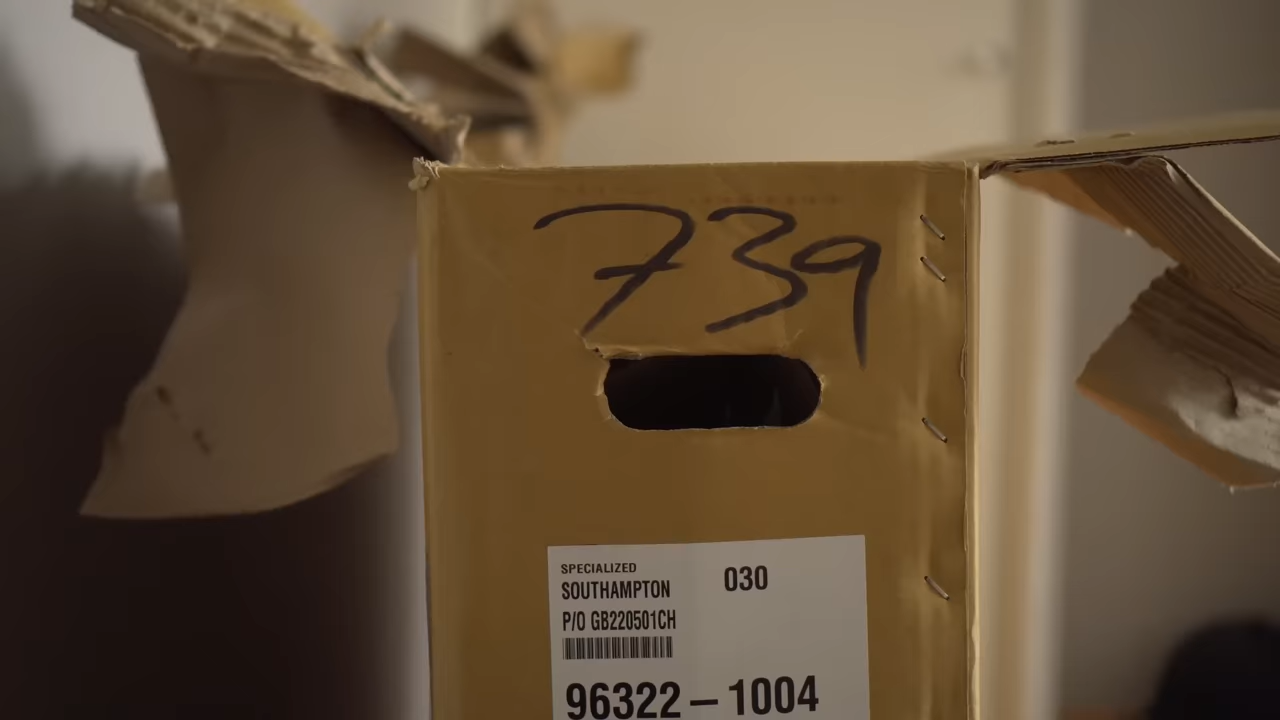 739
SPECIALIZED
SOUTHAMPTON 030
P/O GB220501CH
96322–1004